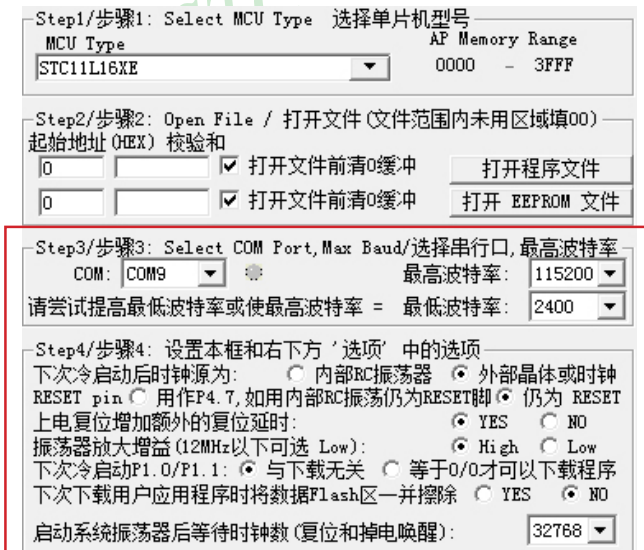 Step1/步骤1: Select MCU Type 选择单片机型号
MCU Type AP Memory Range
STC11L16XE 0000 - 3FFF
Step2/步骤2: Open File / 打开文件(文件范围内未用区域填00)
起始地址(HEX) 校验和
0 打开文件前清0缓冲 打开程序文件
0 打开文件前清0缓冲 打开 EEPROM 文件
Step3/步骤3: Select COM Port,Max Baud/选择串行口,最高波特率
COM: COM9 最高波特率: 115200
请尝试提高最低波特率或使最高波特率 = 最低波特率: 2400
Step4/步骤4: 设置本框和右下方 '选项' 中的选项
下次冷启动后时钟源为: 内部RC振荡器 外部晶体或时钟
RESET pin 用作P4.7,如用内部RC振荡仍为RESET脚 仍为 RESET
上电复位增加额外的复位延时: YES NO
振荡器放大增益(12MHz以下可选 Low): High Low
下次冷启动P1.0/P1.1: 与下载无关 等于0/0才可以下载程序
下次下载用户应用程序时将数据Flash区一并擦除 YES NO
启动系统振荡器后等待时钟数(复位和掉电唤醒): 32768